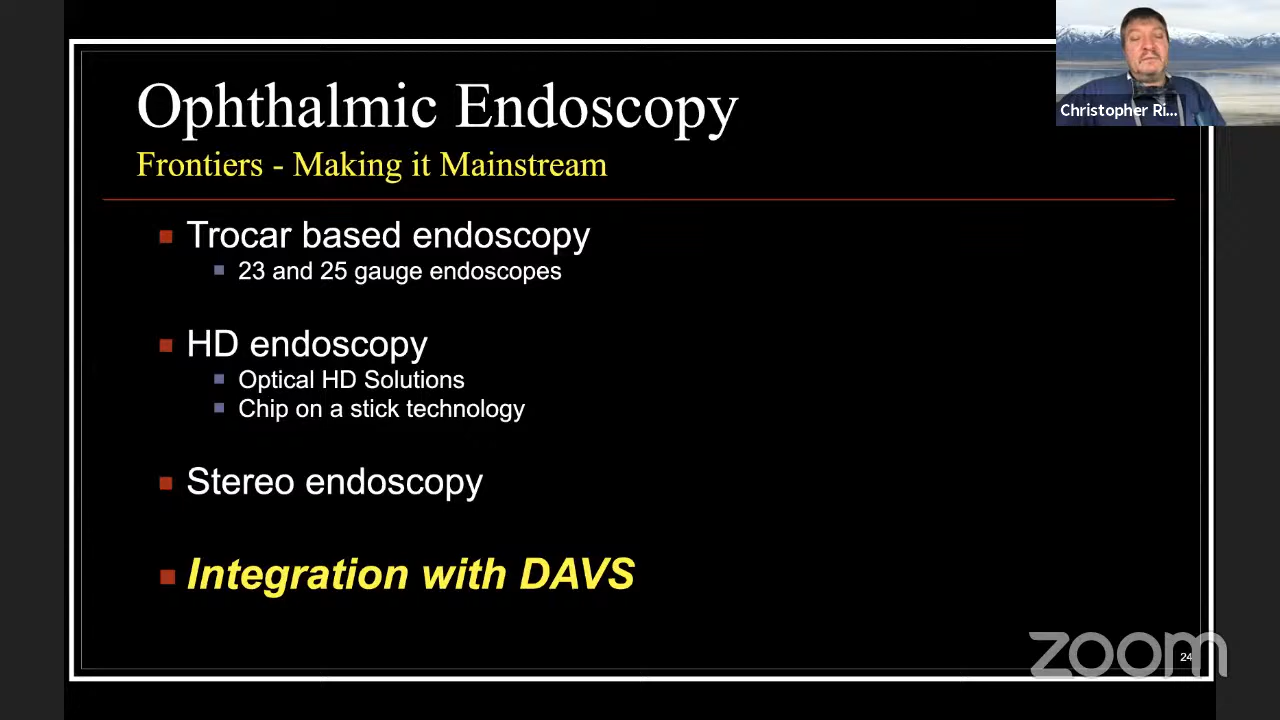 Ophthalmic Endoscopy
Frontiers - Making it Mainstream
Trocar based endoscopy
23 and 25 gauge endoscopes
HD endoscopy
Optical HD Solutions
Chip on a stick technology
Stereo endoscopy
Integration with DAVS
Christopher Ri...
zoom
24